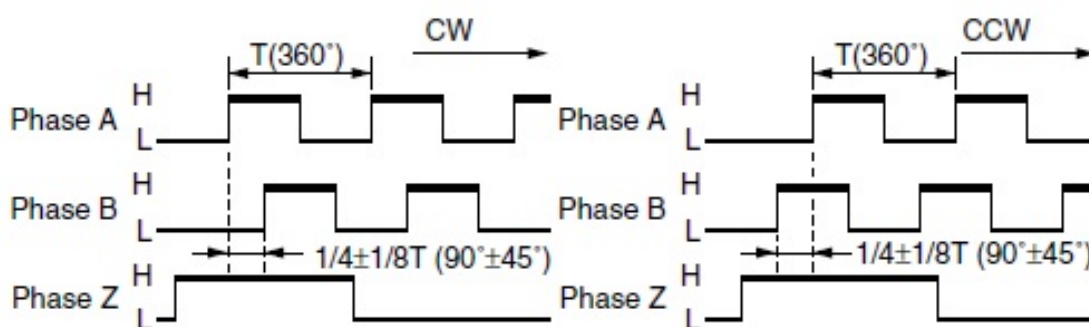 CW
T(360˚)
H
Phase A
L
H
Phase B
L
1/4±1/8T (90˚±45˚)
H
Phase Z
L
CCW
T(360˚)
H
Phase A
L
H
Phase B
L
1/4±1/8T (90˚±45˚)
H
Phase Z
L